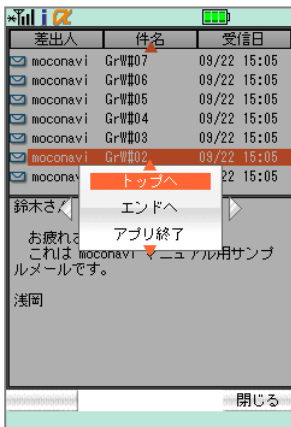 差出人 件名 受信日
moconavi GrW#07 09/22 15:05
moconavi GrW#06 09/22 15:05
moconavi GrW#05 09/22 15:05
moconavi GrW#04 09/22 15:05
moconavi GrW#03 09/22 15:05
moconavi GrW#02 09/22 15:05
mocona 22 15:05
トップへ
エンドへ
アプリ終了
鈴木さん
お疲れ
これは moconavi マニュアル用サンプ
ルメールです。
浅岡
閉じる